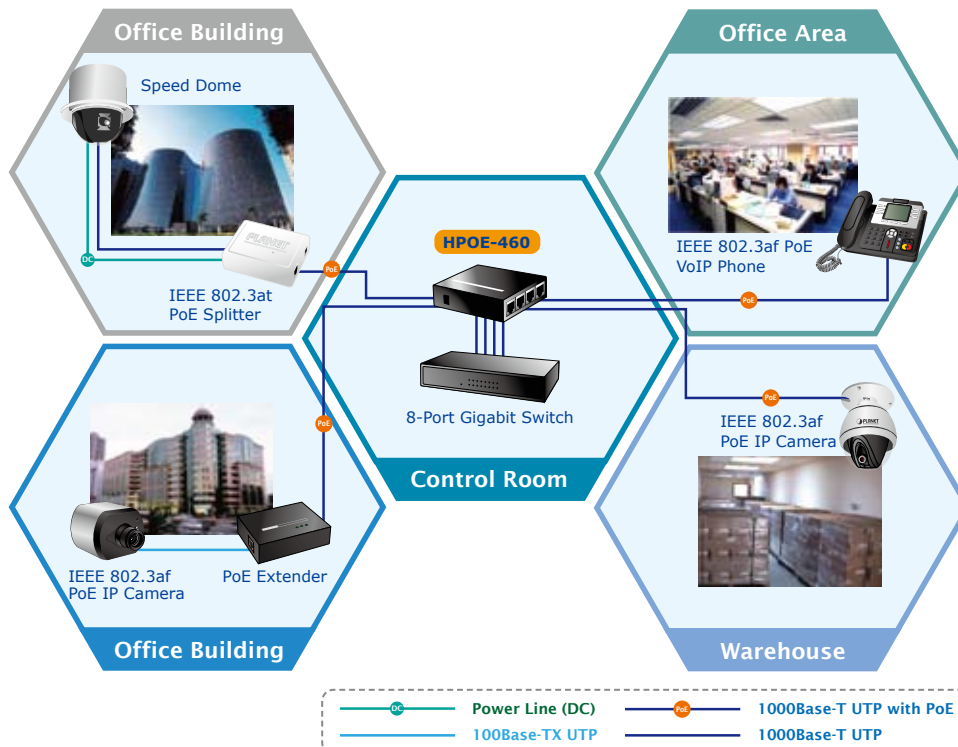 Office Building
Speed Dome
PLANET
DC
IEEE 802.3at
PoE Splitter
PoE
Office Area
IEEE 802.3af PoE
VoIP Phone
PoE
HPOE-460
8-Port Gigabit Switch
Control Room
PoE
IEEE 802.3af
PoE IP Camera
PoE Extender
Office Building
PoE
IEEE 802.3af
PoE IP Camera
PLANET
Warehouse
DC
Power Line (DC)
PoE
1000Base-T UTP with PoE
100Base-TX UTP
1000Base-T UTP